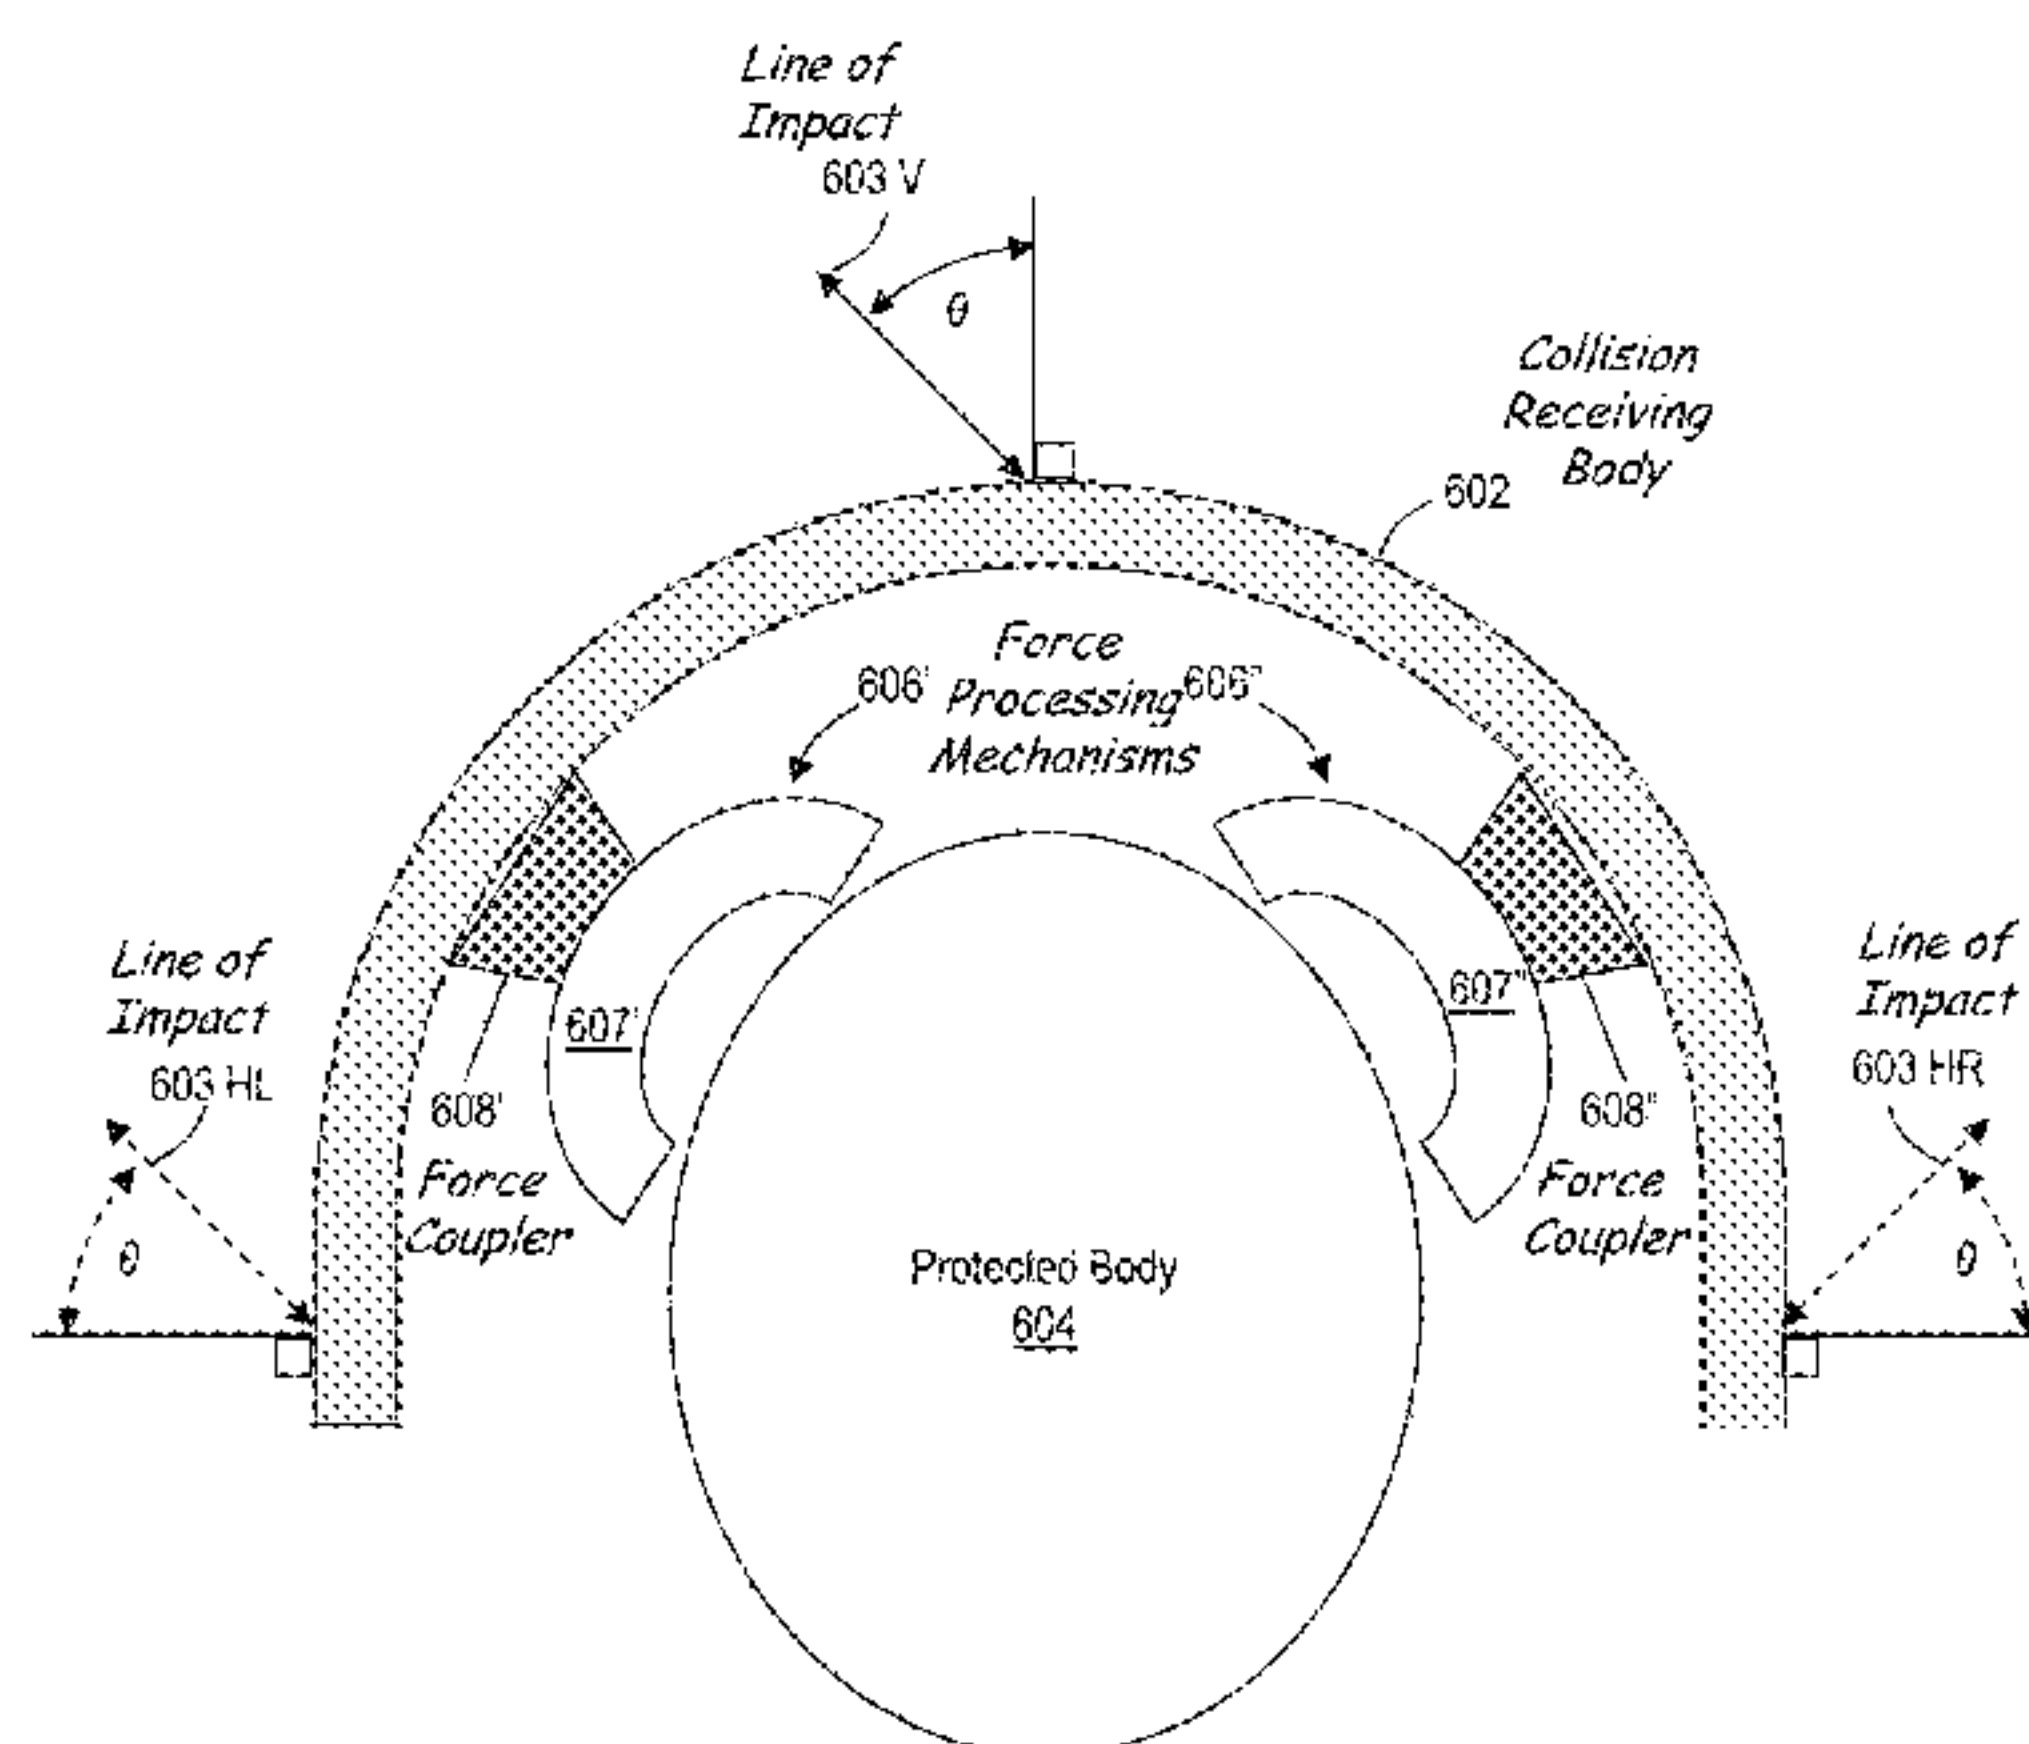 Line of
Impact
603 V
θ
Collision
Receiving
Body
602
Force
Processing
Mechanisms
606'
606"
Line of
Impact
603 HL
θ
607'
608'
Force
Coupler
607"
608"
Force
Coupler
Line of
Impact
603 HR
θ
Protected Body
604